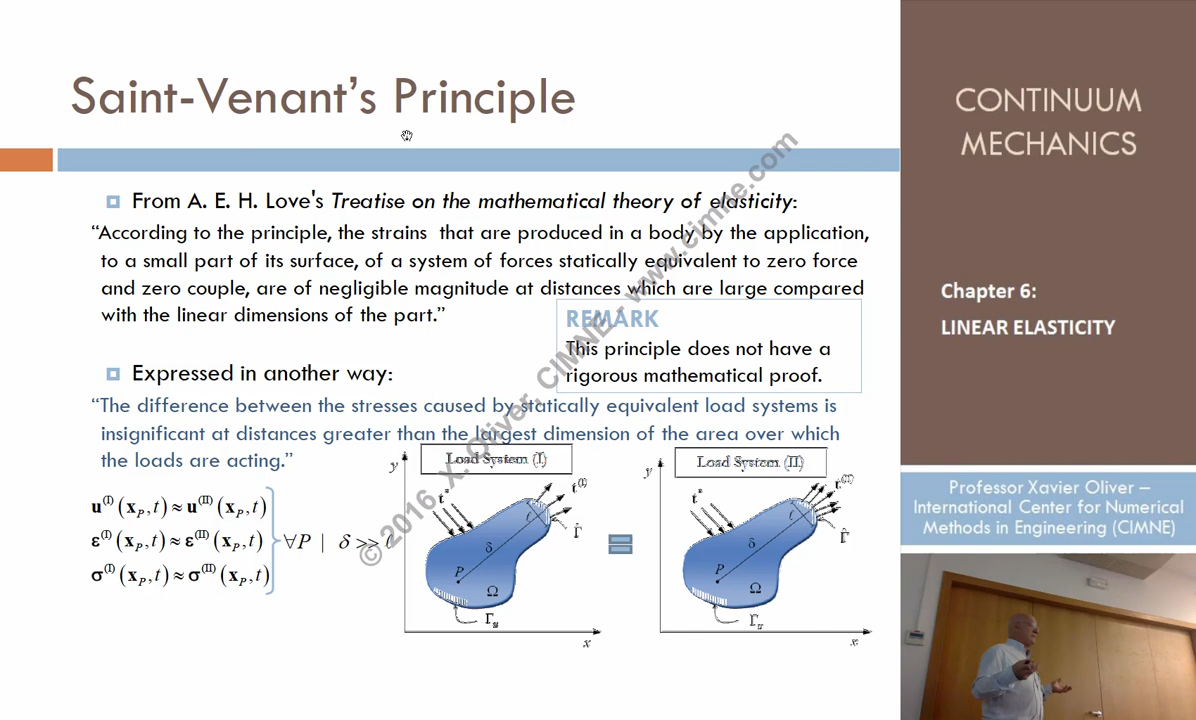 Saint-Venant's Principle
From A. E. H. Love's Treatise on the mathematical theory of elasticity:
"According to the principle, the strains that are produced in a body by the application,
to a small part of its surface, of a system of forces statically equivalent to zero force
and zero couple, are of negligible magnitude at distances which are large compared
with the linear dimensions of the part."
REMARK
This principle does not have a
rigorous mathematical proof.
Expressed in another way:
"The difference between the stresses caused by statically equivalent load systems is
insignificant at distances greater than the largest dimension of the area over which
the loads are acting."
u^(I) (x_P, t) ≈ u^(II) (x_P, t)
ε^(I) (x_P, t) ≈ ε^(II) (x_P, t)
σ^(I) (x_P, t) ≈ σ^(II) (x_P, t)
∀P | δ >> ℓ
y
Load System (I)
t*
t^(I)
ℓ
Γ̂
δ
P
Ω
Γ_u
x
y
Load System (II)
t*
t^(II)
ℓ
Γ̂
δ
P
Ω
Γ_u
x
© 2016, X. Oliver, CIMNE - www.cimne.com
CONTINUUM
MECHANICS
Chapter 6:
LINEAR ELASTICITY
Professor Xavier Oliver –
International Center for Numerical
Methods in Engineering (CIMNE)